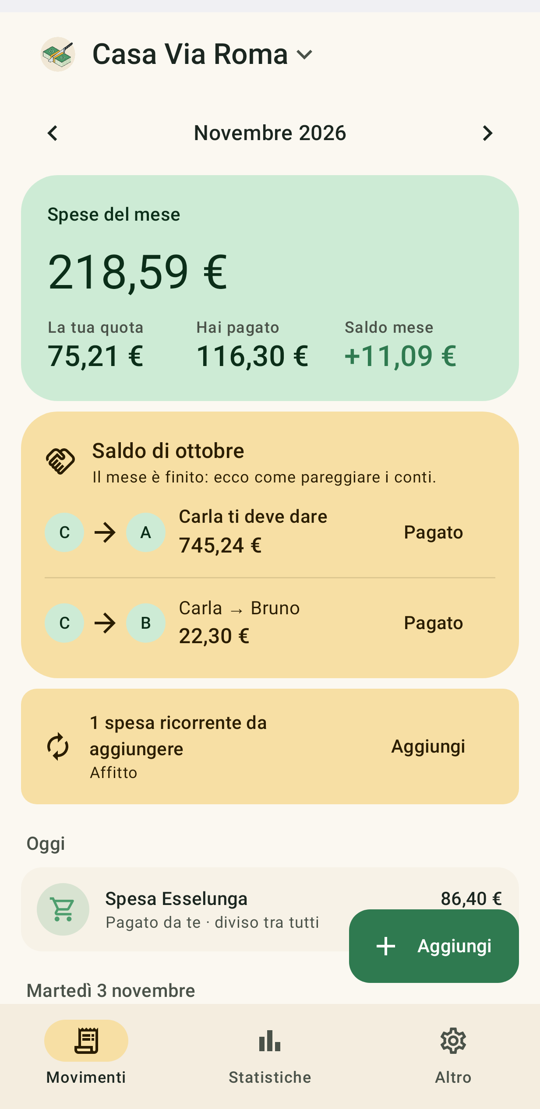 Casa Via Roma
Novembre 2026
Spese del mese
218,59 €
La tua quota
Hai pagato
Saldo mese
75,21 €
116,30 €
+11,09 €
Saldo di ottobre
Il mese è finito: ecco come pareggiare i conti.
C → A
Carla ti deve dare
745,24 €
Pagato
C → B
Carla → Bruno
22,30 €
Pagato
1 spesa ricorrente da
aggiungere
Affitto
Aggiungi
Oggi
Spesa Esselunga
86,40 €
Pagato da te · diviso tra tutti
+ Aggiungi
Martedì 3 novembre
Movimenti
Statistiche
Altro